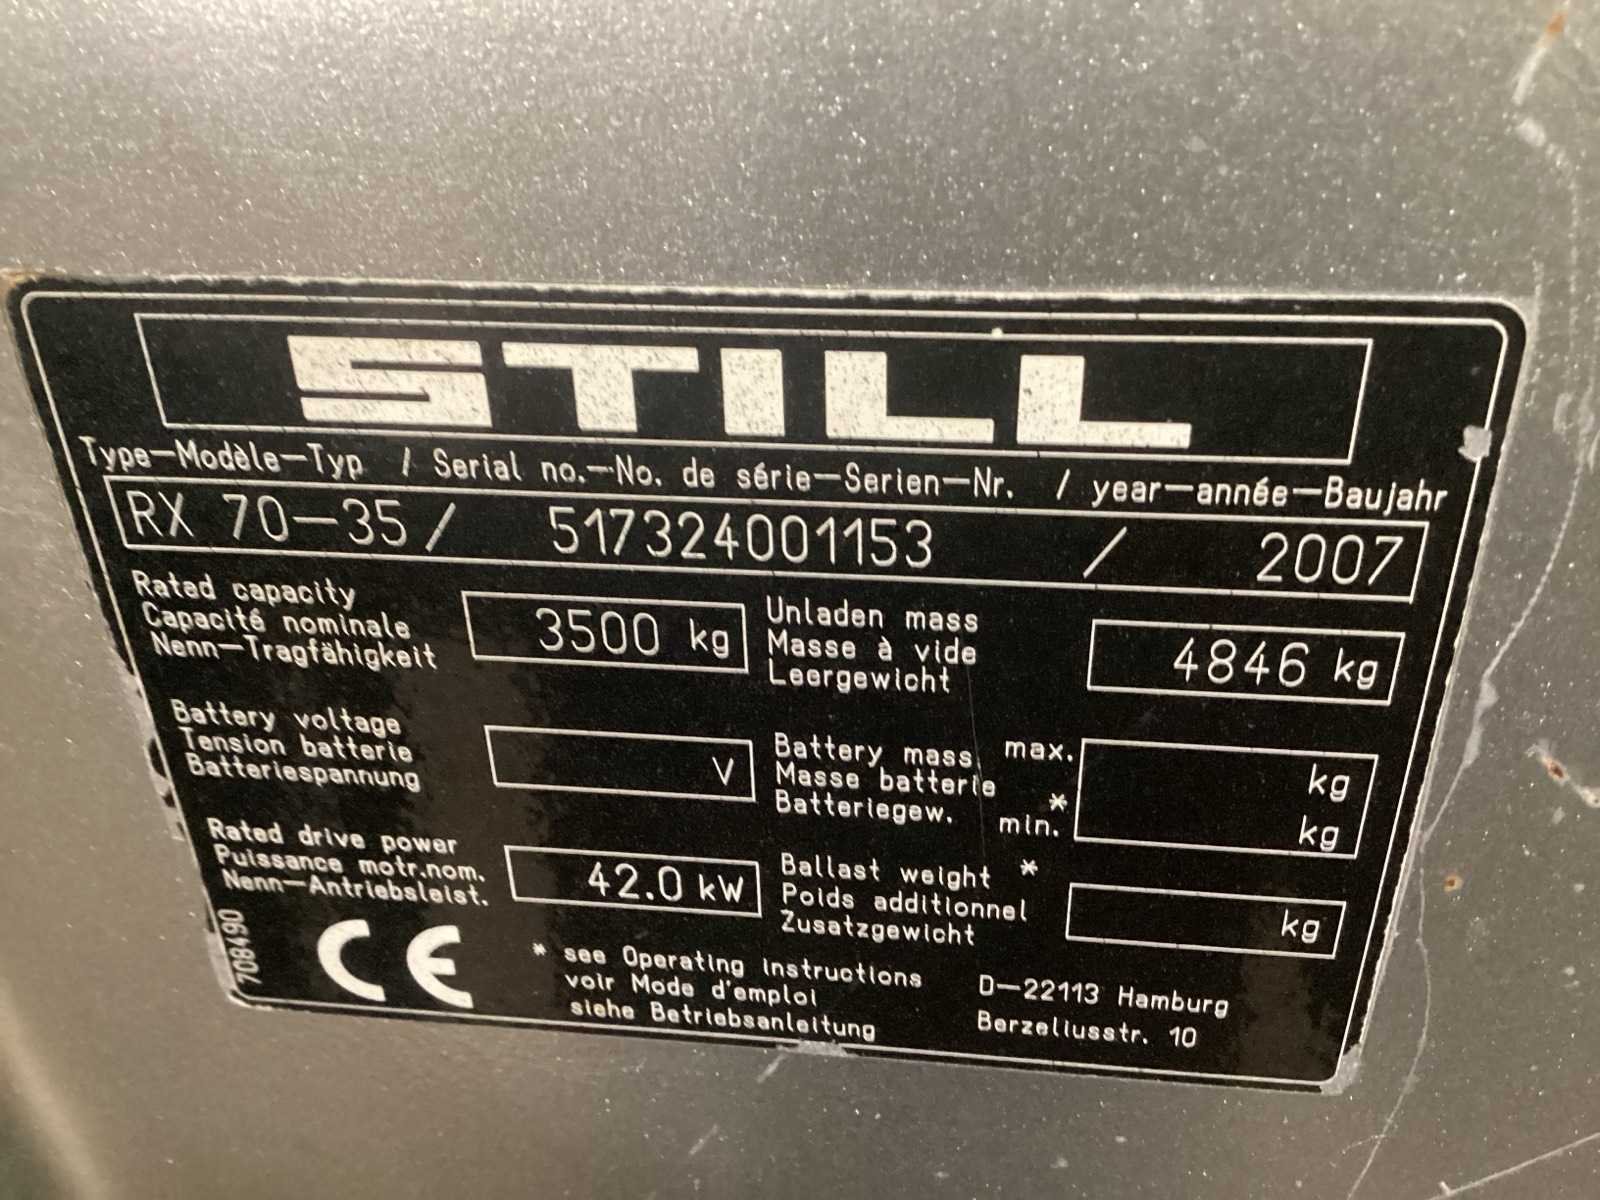 STILL
Type-Modèle-Typ / Serial no.-No. de série-Serien-Nr. / year-année-Baujahr
RX 70-35 / 517324001153 / 2007
Rated capacity
Capacité nominale
Nenn-Tragfähigkeit
3500 kg
Unladen mass
Masse à vide
Leergewicht
4846 kg
Battery voltage
Tension batterie
Batteriespannung
V
Battery mass max.
Masse batterie *
Batteriegew. min.
kg
kg
Rated drive power
Puissance motr.nom.
Nenn-Antriebsleist.
42.0 kW
Ballast weight *
Poids additionnel
Zusatzgewicht
kg
708490
CE
* see Operating instructions
voir Mode d'emploi
siehe Betriebsanleitung
D-22113 Hamburg
Berzeliusstr. 10